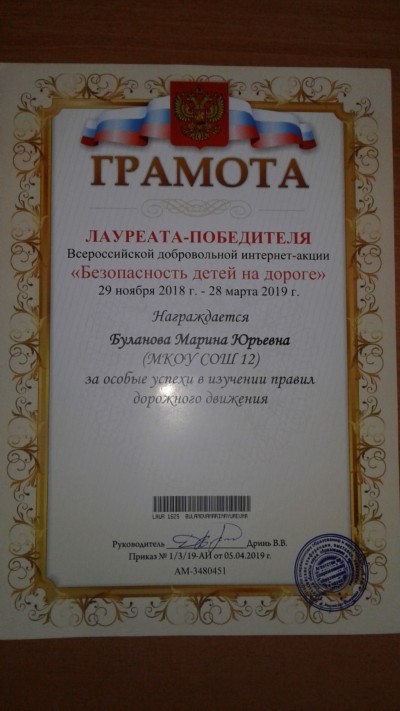 ГРАМОТА
ЛАУРЕАТА-ПОБЕДИТЕЛЯ
Всероссийской добровольной интернет-акции
«Безопасность детей на дороге»
29 ноября 2018 г. - 28 марта 2019 г.
Награждается
Буланова Марина Юрьевна
(МКОУ СОШ 12)
за особые успехи в изучении правил
дорожного движения
Руководитель Дринь В.В.
Приказ № 1/3/19-АИ от 05.04.2019 г.
АМ-3480451